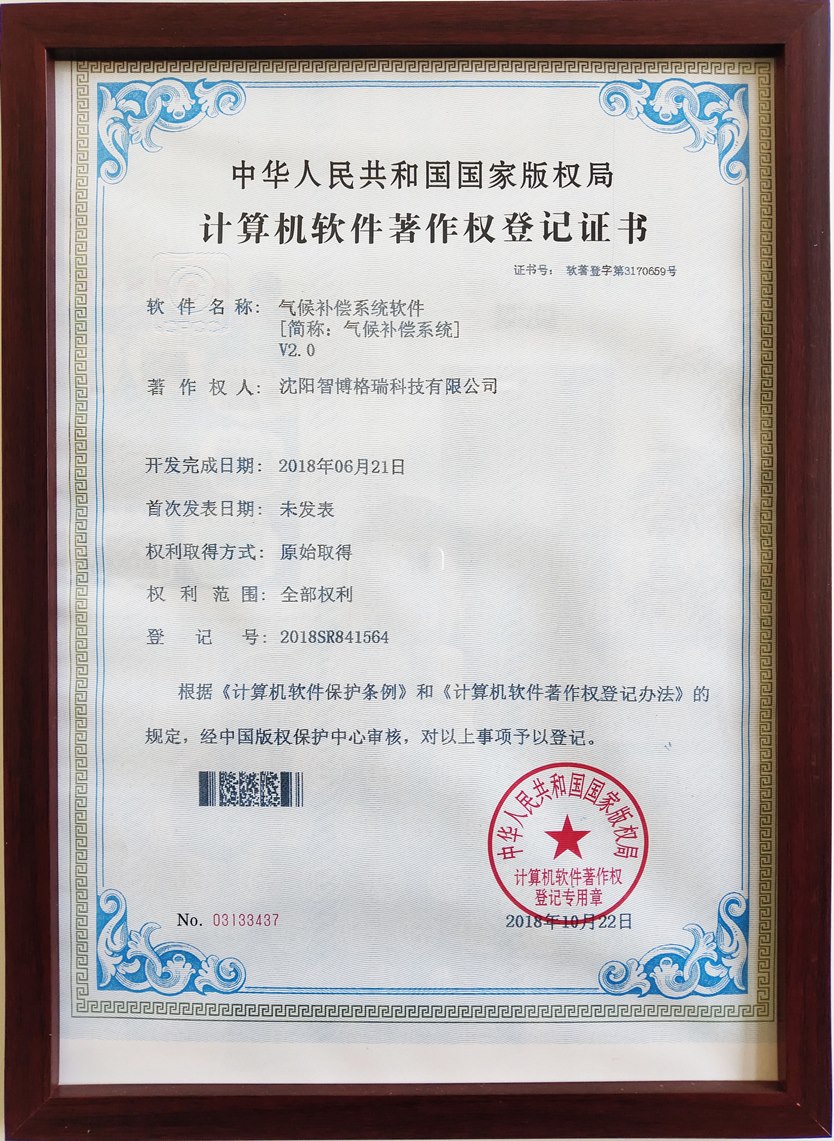 中华人民共和国国家版权局
计算机软件著作权登记证书
证书号： 软著登字第3170659号
软件名称： 气候补偿系统软件
[简称：气候补偿系统]
V2.0
著作权人： 沈阳智博格瑞科技有限公司
开发完成日期： 2018年06月21日
首次发表日期： 未发表
权利取得方式： 原始取得
权利范围： 全部权利
登记号： 2018SR841564
根据《计算机软件保护条例》和《计算机软件著作权登记办法》的
规定，经中国版权保护中心审核，对以上事项予以登记。
中华人民共和国国家版权局
计算机软件著作权
登记专用章
No. 03133437
2018年10月22日